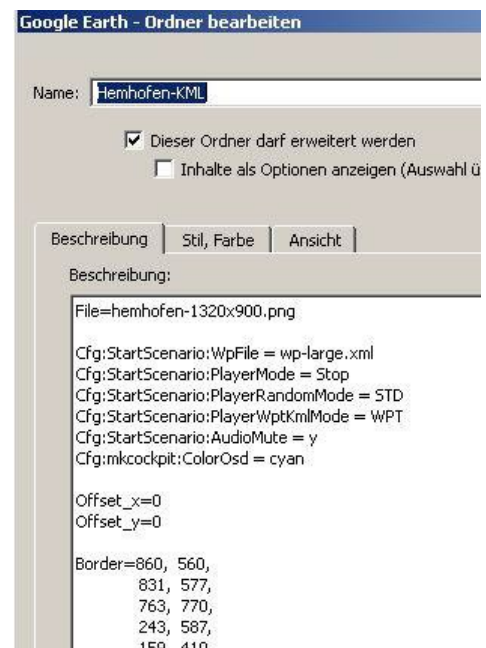 Google Earth - Ordner bearbeiten
Name: Hemhofen-KML
Dieser Ordner darf erweitert werden
Inhalte als Optionen anzeigen (Auswahl ü
Beschreibung Stil, Farbe Ansicht
Beschreibung:
File=hemhofen-1320x900.png
Cfg:StartScenario:WpFile = wp-large.xml
Cfg:StartScenario:PlayerMode = Stop
Cfg:StartScenario:PlayerRandomMode = STD
Cfg:StartScenario:PlayerWptKmlMode = WPT
Cfg:StartScenario:AudioMute = y
Cfg:mkcockpit:ColorOsd = cyan
Offset_x=0
Offset_y=0
Border=860, 560,
831, 577,
763, 770,
243, 587,
159, 410